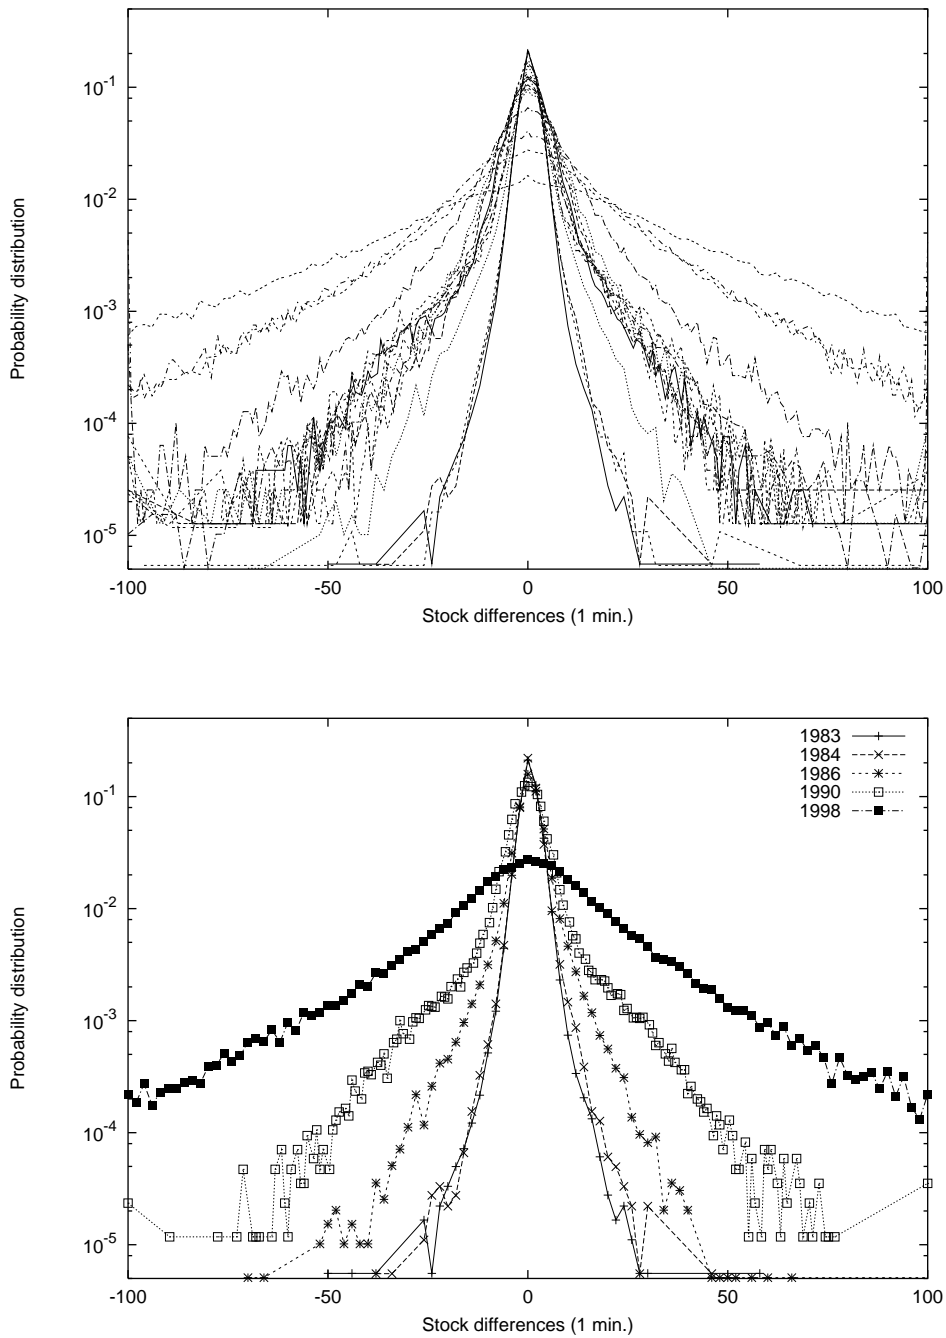 Probability distribution
10^-1
10^-2
10^-3
10^-4
10^-5
-100 -50 0 50 100
Stock differences (1 min.)
Probability distribution
1983
1984
1986
1990
1998
10^-1
10^-2
10^-3
10^-4
10^-5
-100 -50 0 50 100
Stock differences (1 min.)